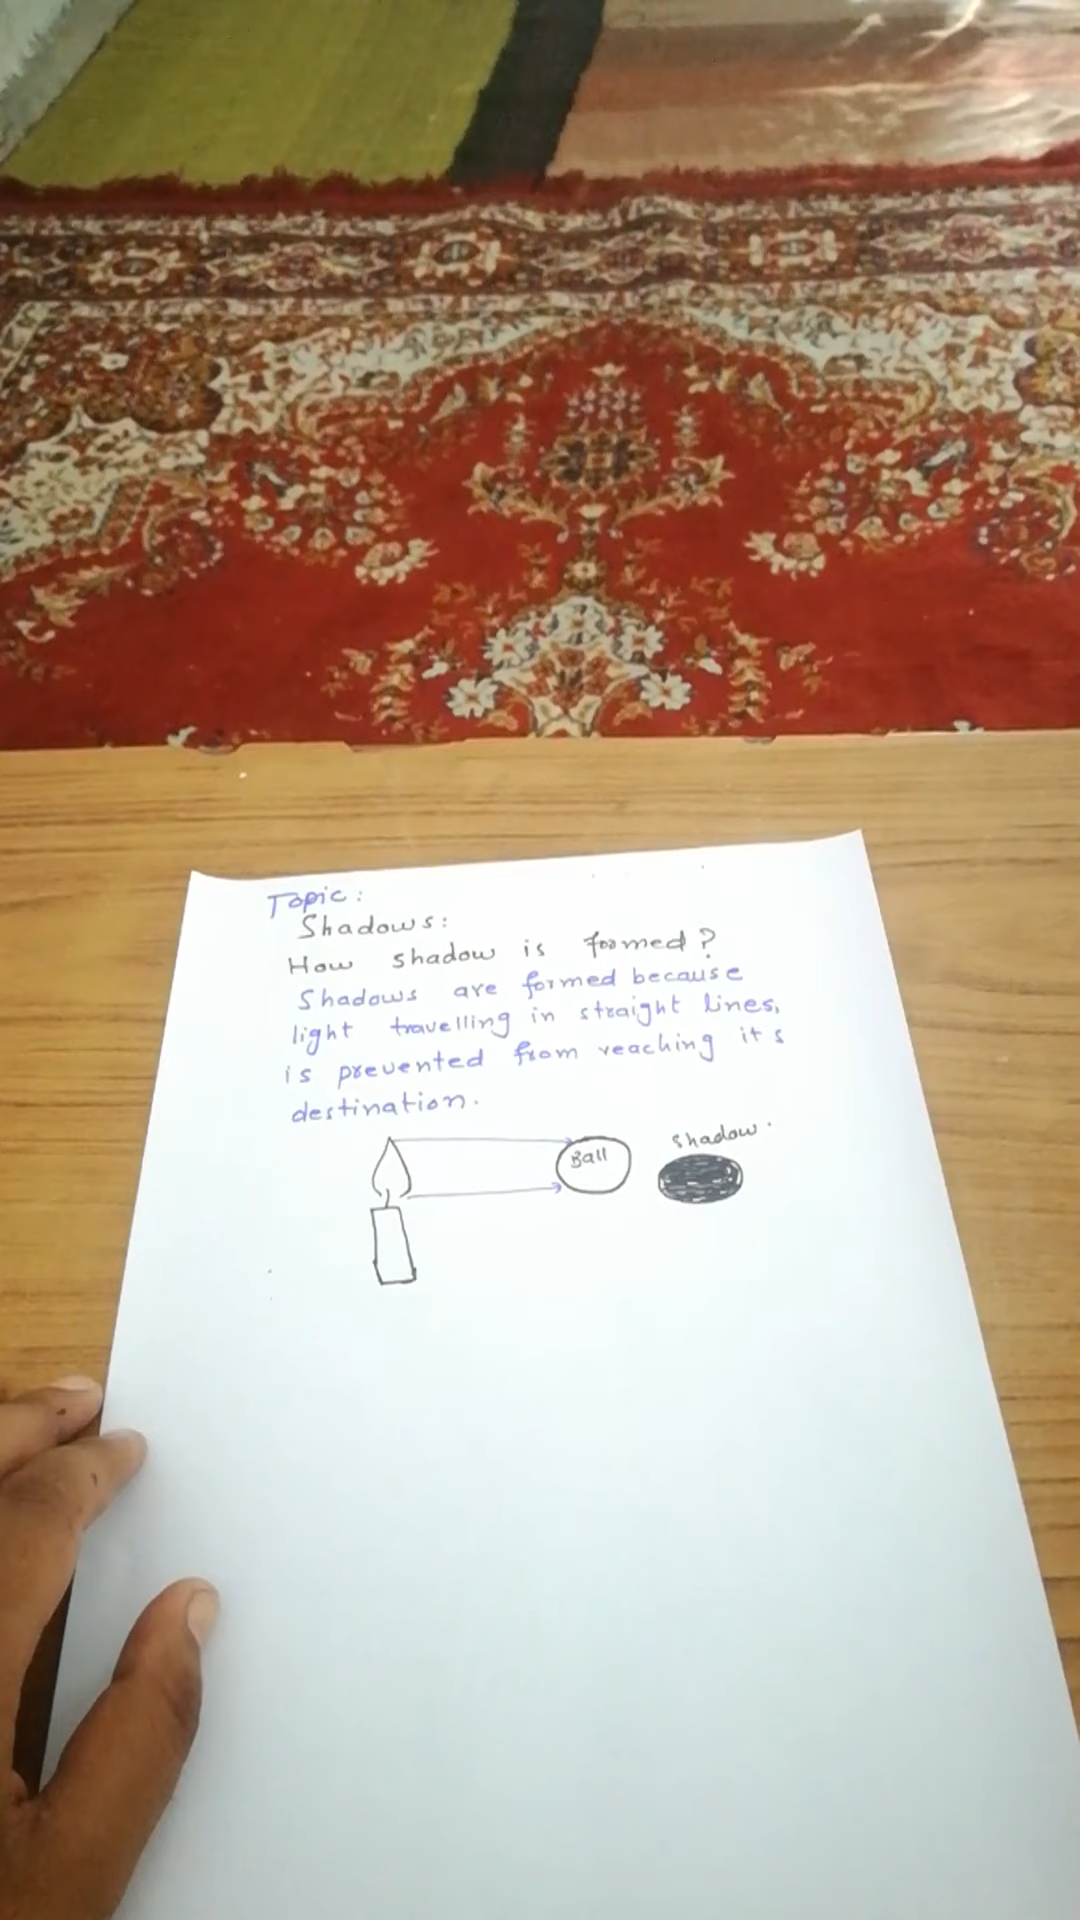 Topic:
Shadows:
How shadow is formed?
Shadows are formed because
light travelling in straight lines,
is prevented from reaching it s
destination.
Ball
shadow.